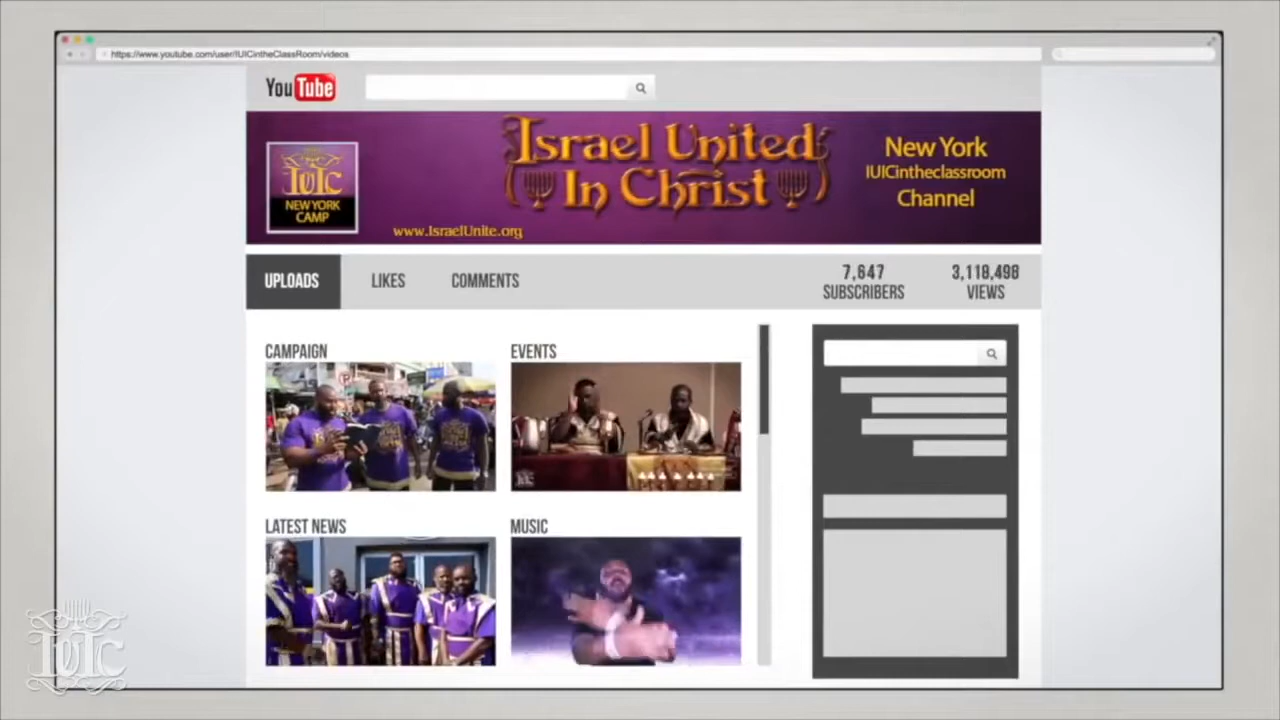 https://www.youtube.com/user/IUICintheClassRoom/videos
YouTube
Israel United
In Christ
New York
IUICintheclassroom
Channel
IUIC
NEW YORK
CAMP
www.IsraelUnite.org
UPLOADS
LIKES
COMMENTS
7,647
SUBSCRIBERS
3,118,498
VIEWS
CAMPAIGN
EVENTS
LATEST NEWS
MUSIC
IUIC